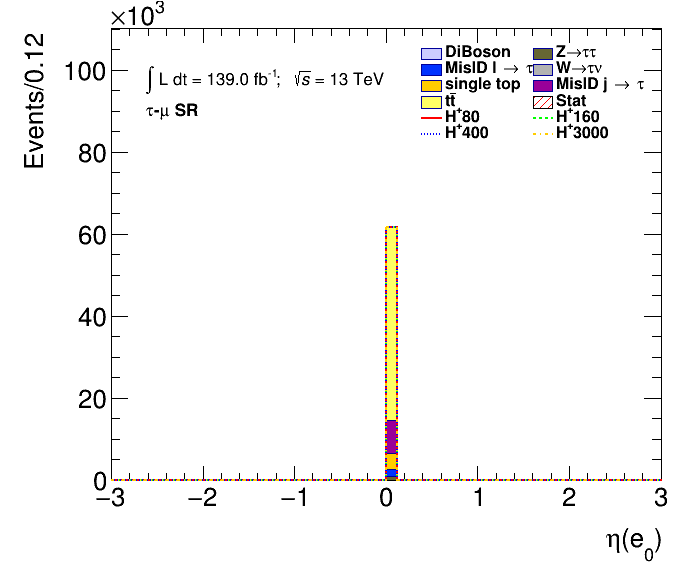 ×10³
Events/0.12
∫ L dt = 139.0 fb⁻¹; √s = 13 TeV
τ-μ SR
DiBoson
Z→ττ
MisID l → τ
W→τν
single top
MisID j → τ
tt̄
Stat
H⁺80
H⁺160
H⁺400
H⁺3000
100
80
60
40
20
0
−3 −2 −1 0 1 2 3
η(e₀)